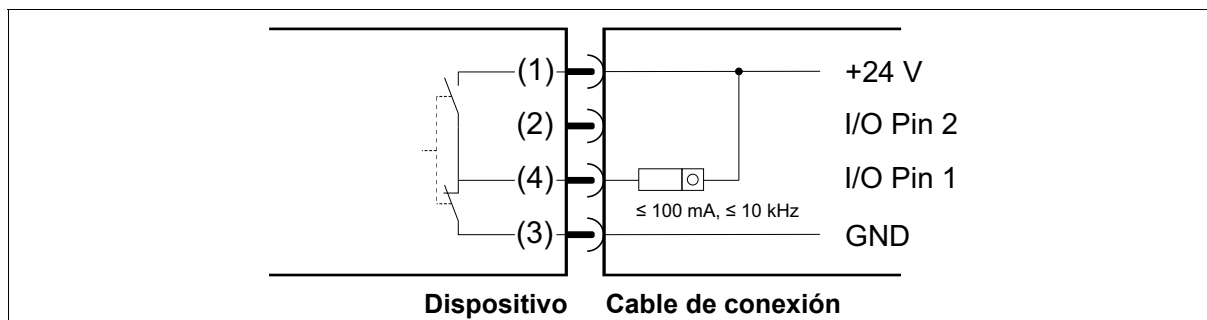 (1) +24 V
(2) I/O Pin 2
(4) I/O Pin 1
≤ 100 mA, ≤ 10 kHz
(3) GND
Dispositivo Cable de conexión